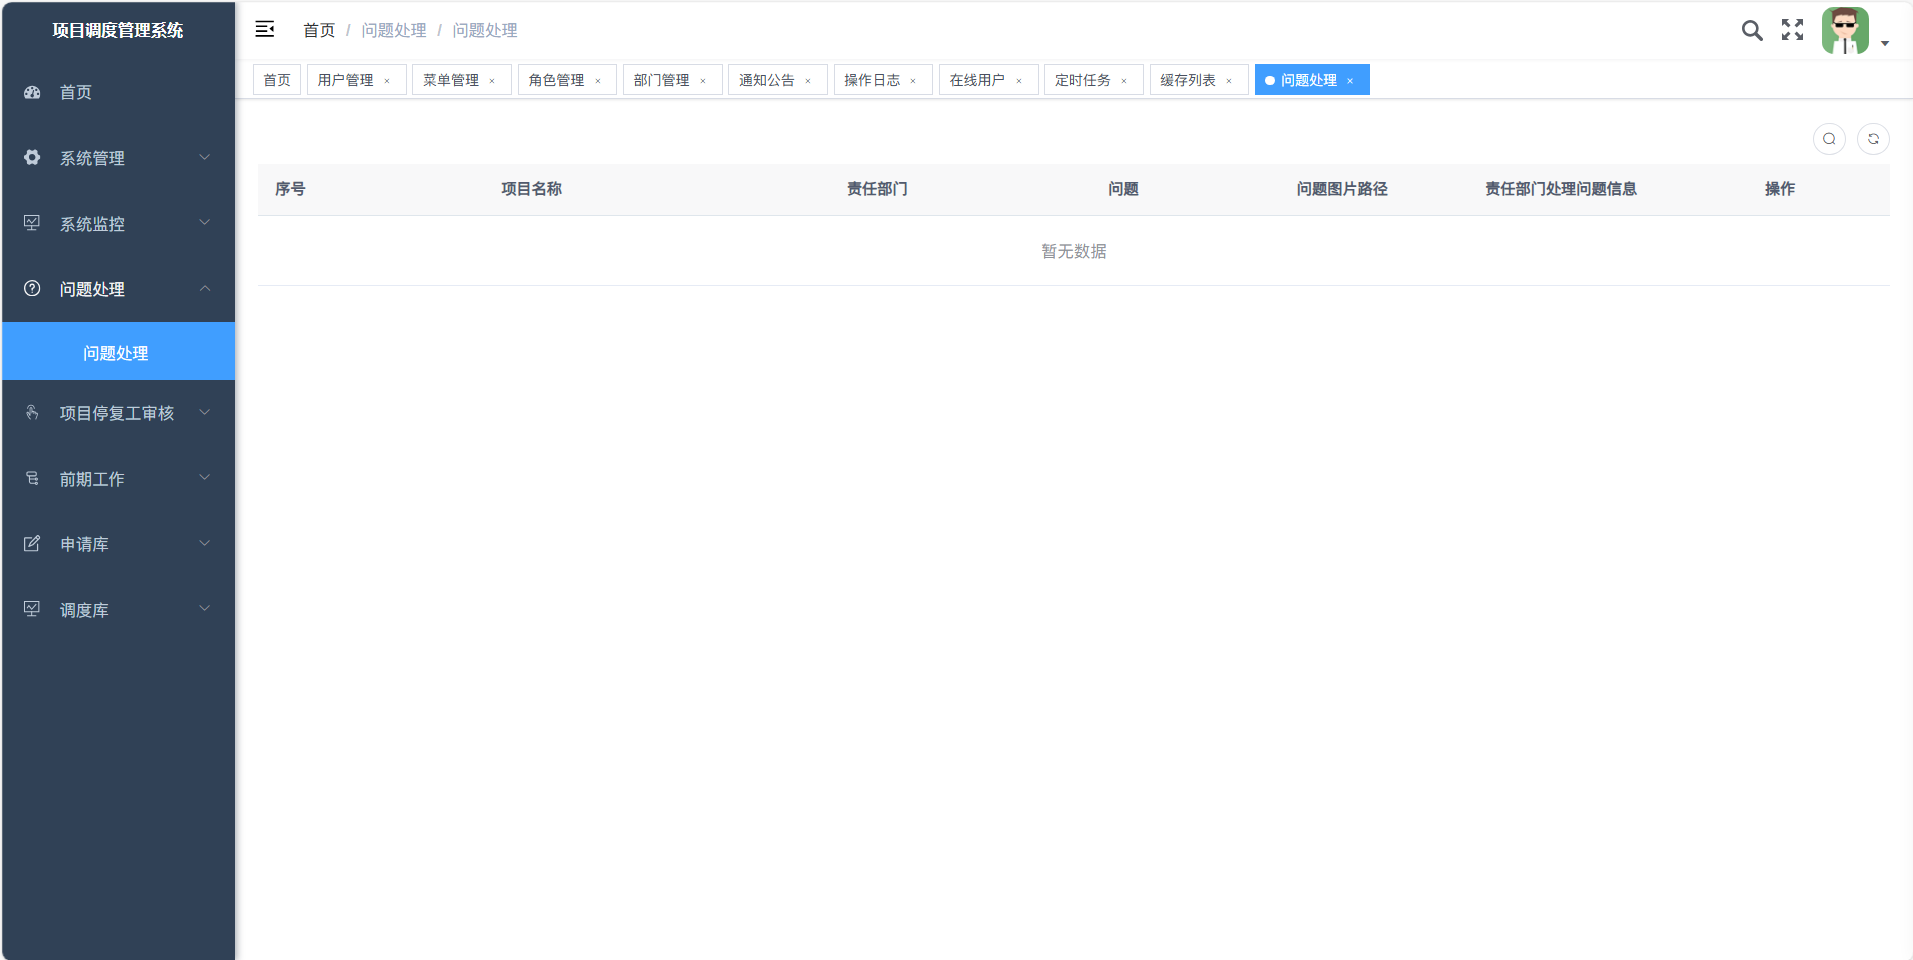 项目调度管理系统
首页 / 问题处理 / 问题处理
首页 用户管理 × 菜单管理 × 角色管理 × 部门管理 × 通知公告 × 操作日志 × 在线用户 × 定时任务 × 缓存列表 × 问题处理 ×
首页
系统管理
系统监控
问题处理
问题处理
项目停复工审核
前期工作
申请库
调度库
序号 项目名称 责任部门 问题 问题图片路径 责任部门处理问题信息 操作
暂无数据